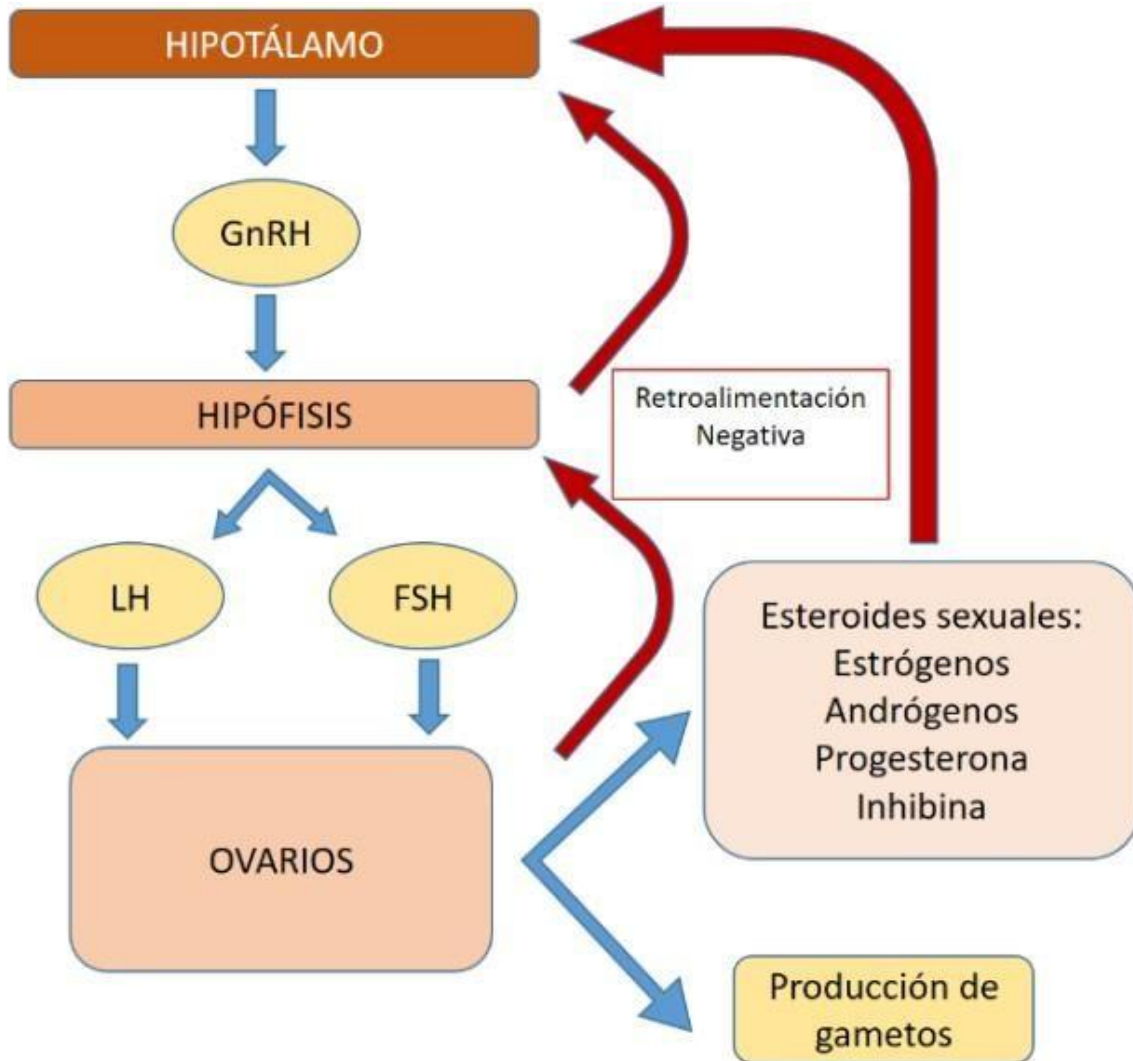 HIPOTÁLAMO
GnRH
HIPÓFISIS
Retroalimentación
Negativa
LH
FSH
Esteroides sexuales:
Estrógenos
Andrógenos
Progesterona
Inhibina
OVARIOS
Producción de
gametos